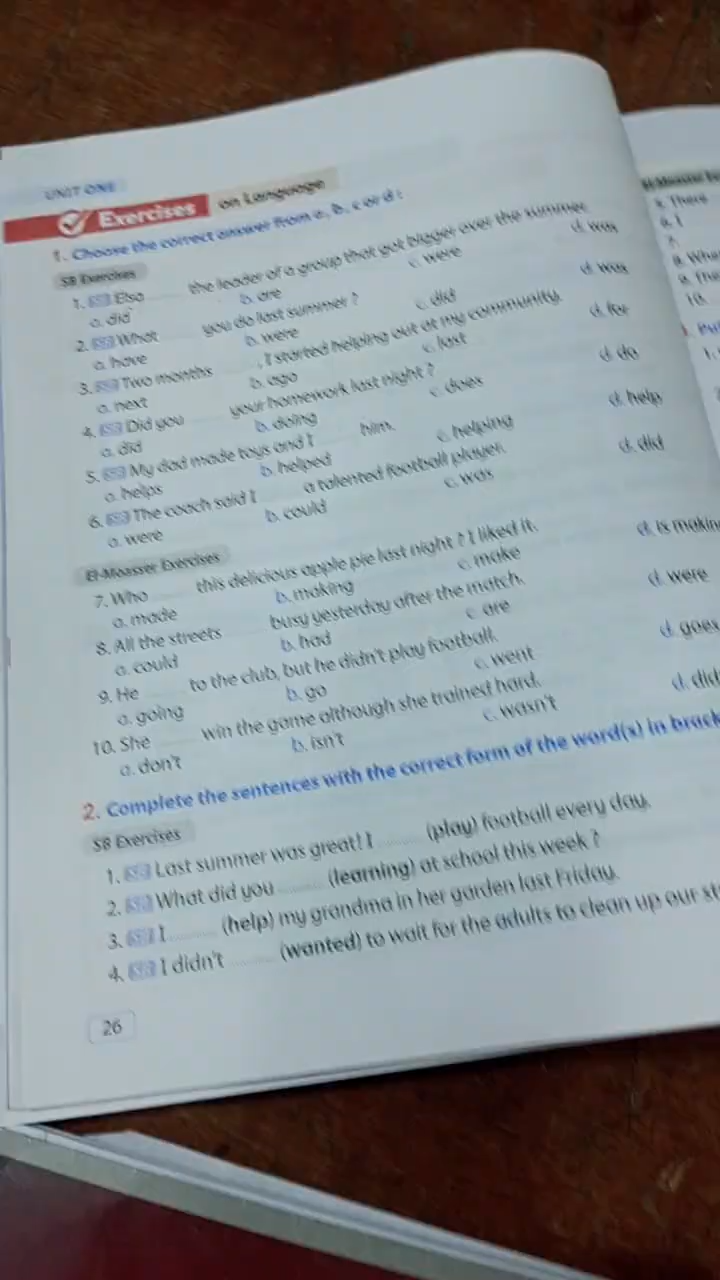 UNIT ONE
Exercises on Language
1. Choose the correct answer from a, b, c or d :
SB Exercises
1. Elsa ...... the leader of a group that got bigger over the summer.
a. did b. are c. were d. was
2. What ...... you do last summer ?
a. have b. were c. did d. was
3. Two months ......, I started helping out at my community.
a. next b. ago c. last d. for
4. Did you ...... your homework last night ?
a. did b. doing c. does d. do
5. My dad made toys and I ...... him.
a. helps b. helped c. helping d. help
6. The coach said I ...... a talented football player.
a. were b. could c. was d. did
El-Moasser Exercises
7. Who ...... this delicious apple pie last night ? I liked it.
a. made b. making c. make d. is makin
8. All the streets ...... busy yesterday after the match.
a. could b. had c. are d. were
9. He ...... to the club, but he didn't play football.
a. going b. go c. went d. goes
10. She ...... win the game although she trained hard.
a. don't b. isn't c. wasn't d. did
2. Complete the sentences with the correct form of the word(s) in brack
SB Exercises
1. Last summer was great! I ...... (play) football every day.
2. What did you ...... (learning) at school this week ?
3. I ...... (help) my grandma in her garden last Friday.
4. I didn't ...... (wanted) to wait for the adults to clean up our st
26